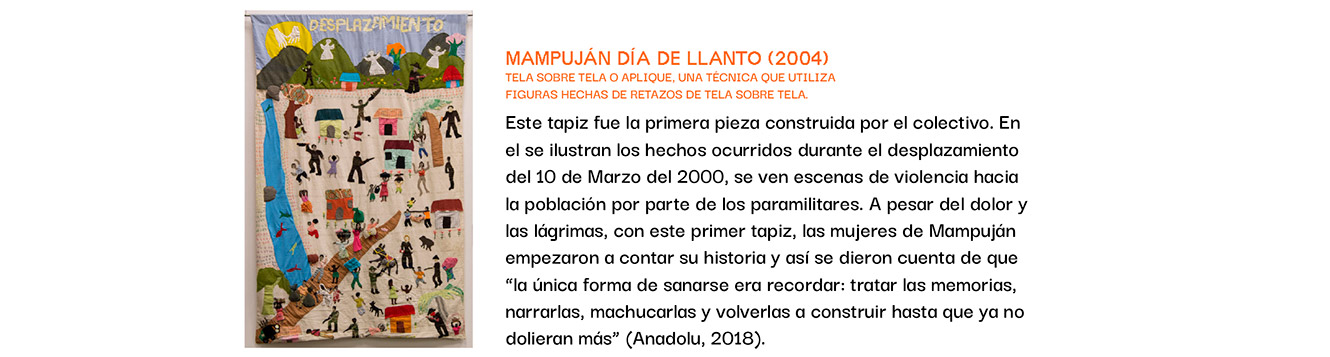 DESPLAZAMIENTO
MAMPUJÁN DÍA DE LLANTO (2004)
TELA SOBRE TELA O APLIQUE, UNA TÉCNICA QUE UTILIZA
FIGURAS HECHAS DE RETAZOS DE TELA SOBRE TELA.
Este tapiz fue la primera pieza construida por el colectivo. En
el se ilustran los hechos ocurridos durante el desplazamiento
del 10 de Marzo del 2000, se ven escenas de violencia hacia
la población por parte de los paramilitares. A pesar del dolor y
las lágrimas, con este primer tapiz, las mujeres de Mampuján
empezaron a contar su historia y así se dieron cuenta de que
“la única forma de sanarse era recordar: tratar las memorias,
narrarlas, machucarlas y volverlas a construir hasta que ya no
dolieran más” (Anadolu, 2018).